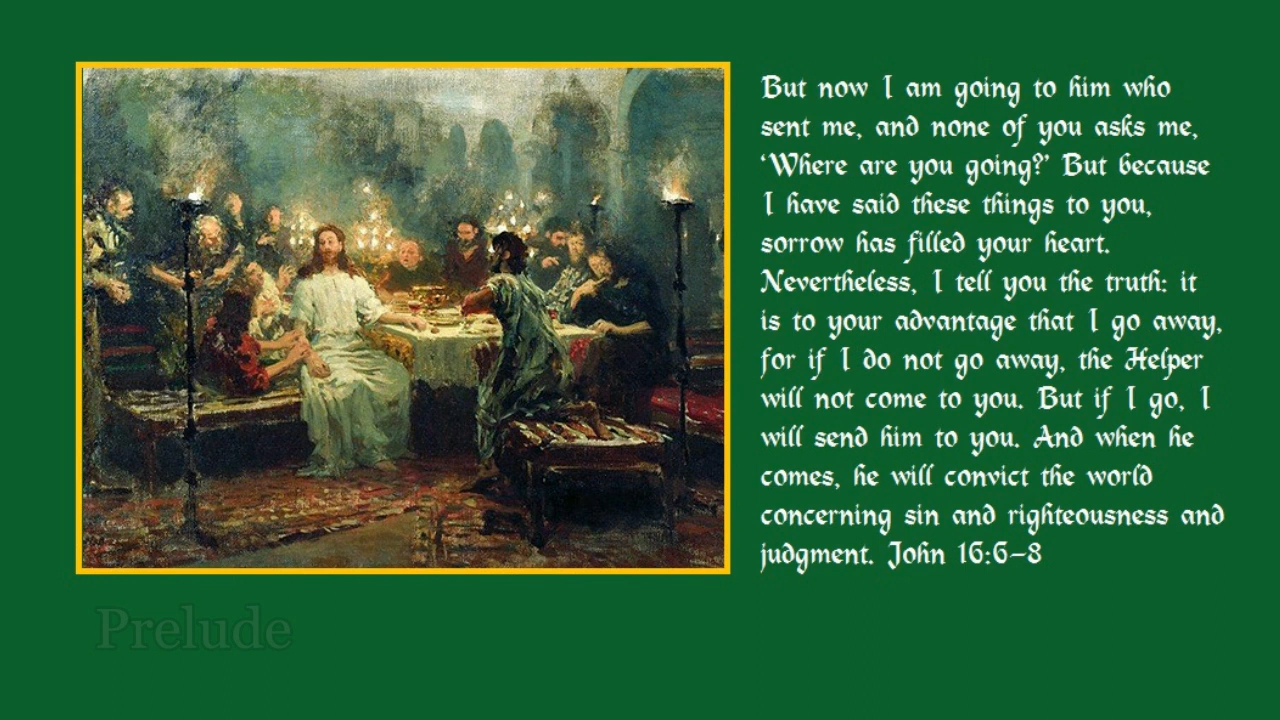 But now I am going to him who
sent me, and none of you asks me,
‘Where are you going?’ But because
I have said these things to you,
sorrow has filled your heart.
Nevertheless, I tell you the truth: it
is to your advantage that I go away,
for if I do not go away, the Helper
will not come to you. But if I go, I
will send him to you. And when he
comes, he will convict the world
concerning sin and righteousness and
judgment. John 16:6–8
Prelude